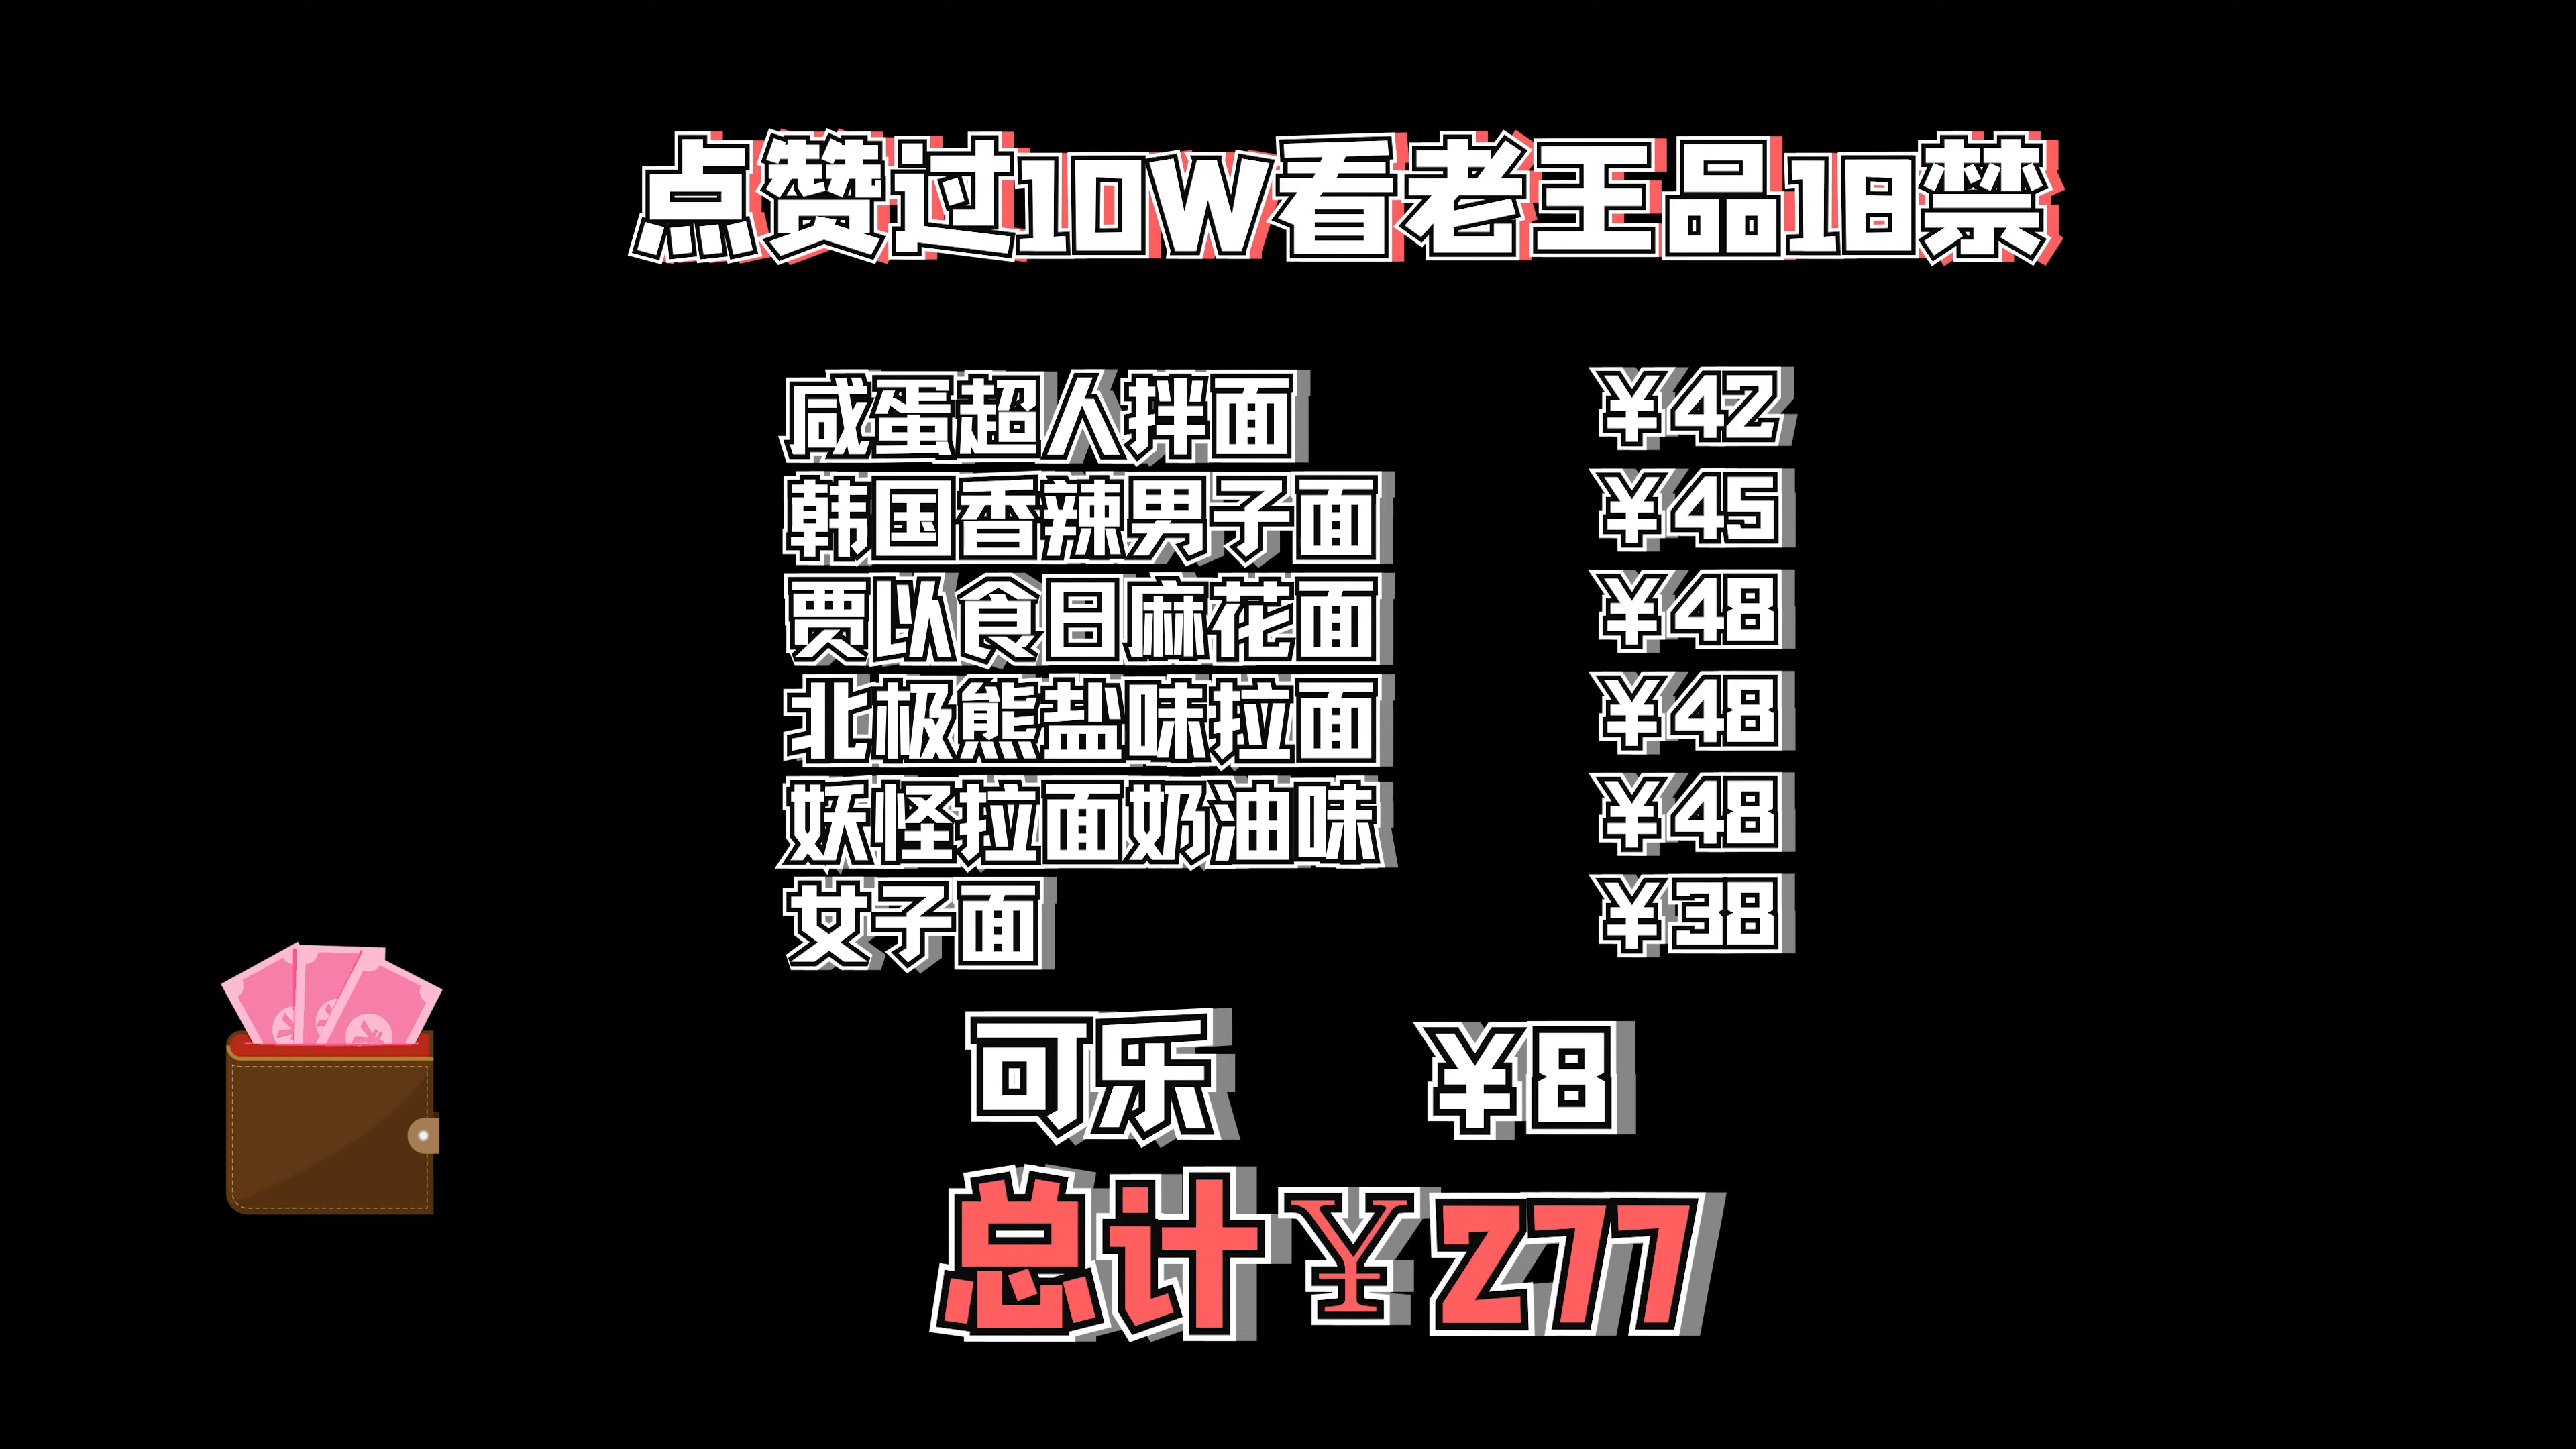 点赞过10W看老王品18禁
咸蛋超人拌面 ¥42
韩国香辣男子面 ¥45
贾以食日麻花面 ¥48
北极熊盐味拉面 ¥48
妖怪拉面奶油味 ¥48
女子面 ¥38
可乐 ¥8
总计¥277